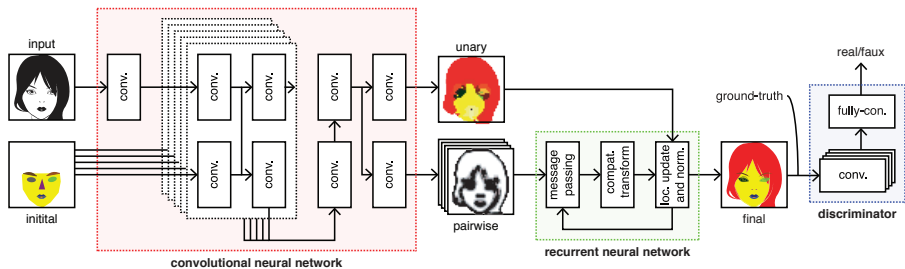 input
initital
conv.
conv.
conv.
conv.
conv.
conv.
conv.
conv.
conv.
convolutional neural network
unary
pairwise
message
passing
compat.
transform
loc. update
and norm.
recurrent neural network
final
ground-truth
real/faux
fully-con.
conv.
discriminator